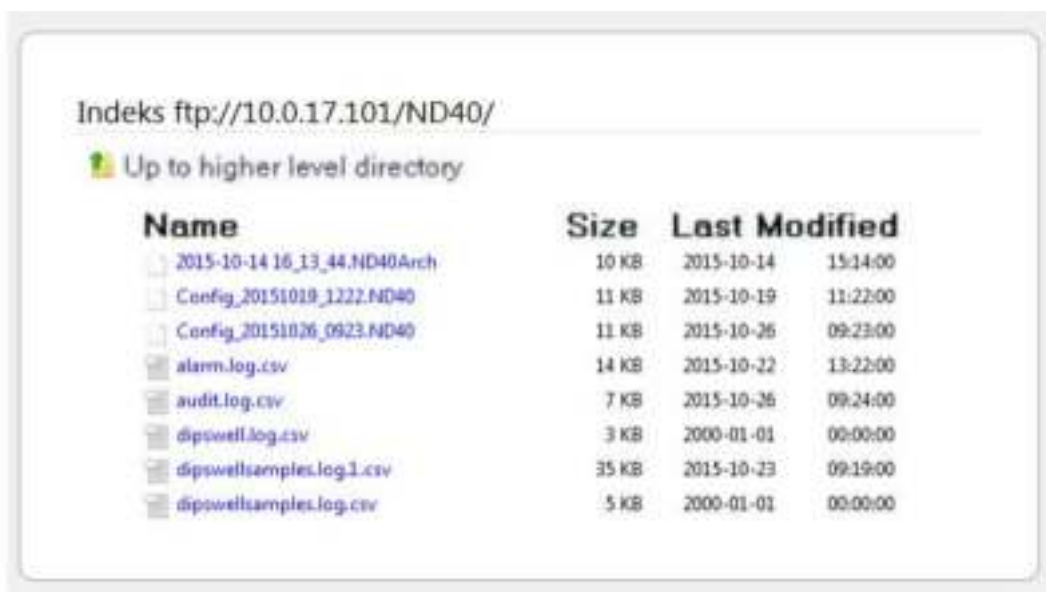 Indeks ftp://10.0.17.101/ND40/
Up to higher level directory
Name Size Last Modified
2015-10-14 16_13_44.ND40Arch 10 KB 2015-10-14 15:14:00
Config_20151019_1222.ND40 11 KB 2015-10-19 11:22:00
Config_20151026_0923.ND40 11 KB 2015-10-26 09:23:00
alarm.log.csv 14 KB 2015-10-22 13:22:00
audit.log.csv 7 KB 2015-10-26 09:24:00
dipswell.log.csv 3 KB 2000-01-01 00:00:00
dipswellsamples.log.1.csv 35 KB 2015-10-23 09:19:00
dipswellsamples.log.csv 5 KB 2000-01-01 00:00:00